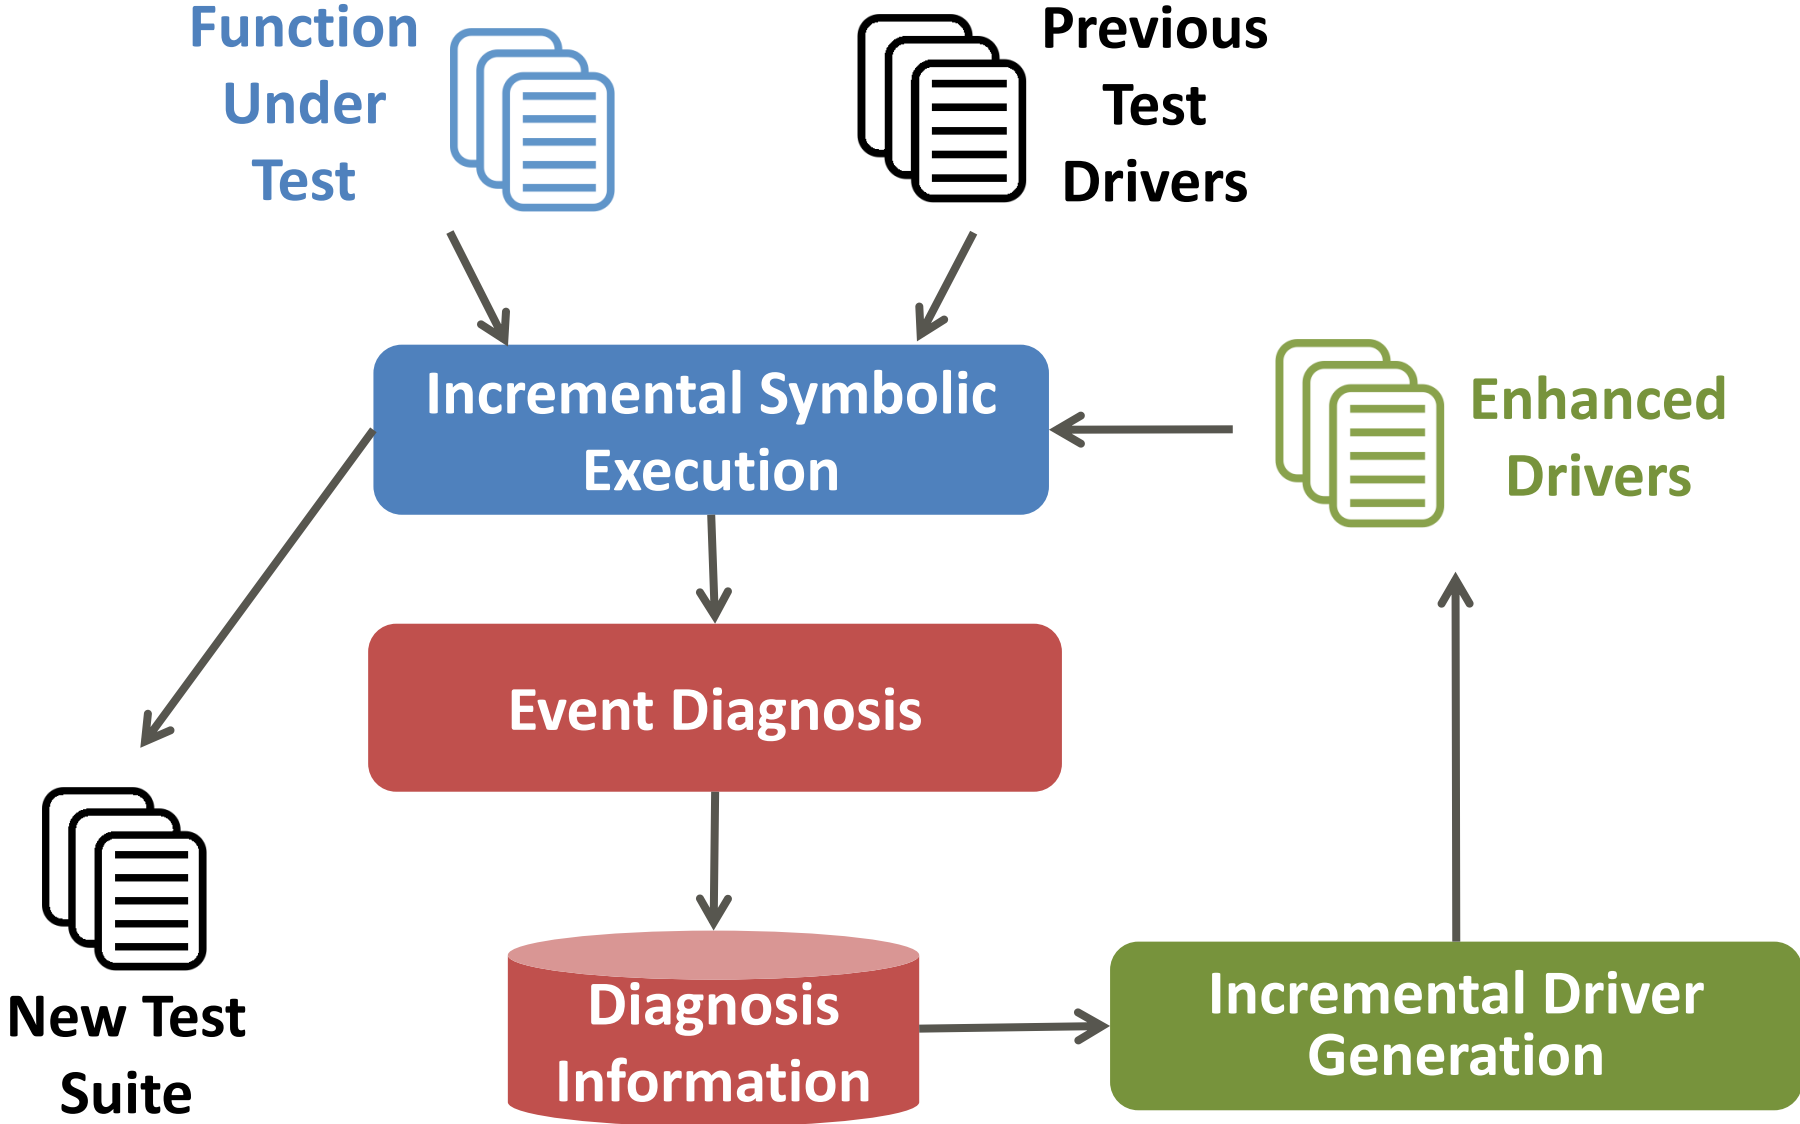 Function
Under
Test
Previous
Test
Drivers
Incremental Symbolic
Execution
Enhanced
Drivers
Event Diagnosis
New Test
Suite
Diagnosis
Information
Incremental Driver
Generation